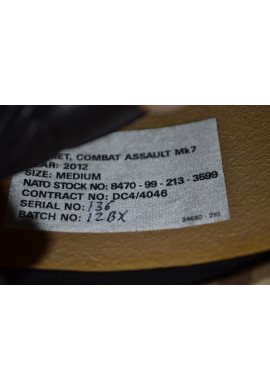 ET, COMBAT ASSAULT Mk7
AR: 2012
SIZE: MEDIUM
NATO STOCK NO: 8470-99-213-3599
CONTRACT NO: DC4/4046
SERIAL NO: 136
BATCH NO: 12BX
24680-210